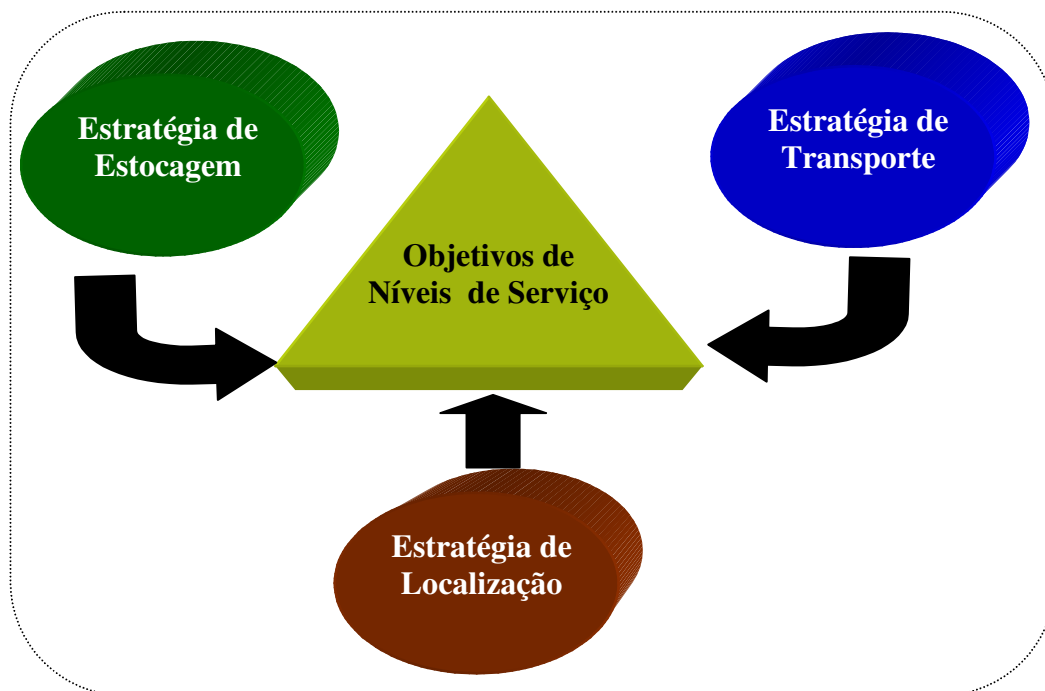 Estratégia de
Estocagem
Estratégia de
Transporte
Objetivos de
Níveis de Serviço
Estratégia de
Localização